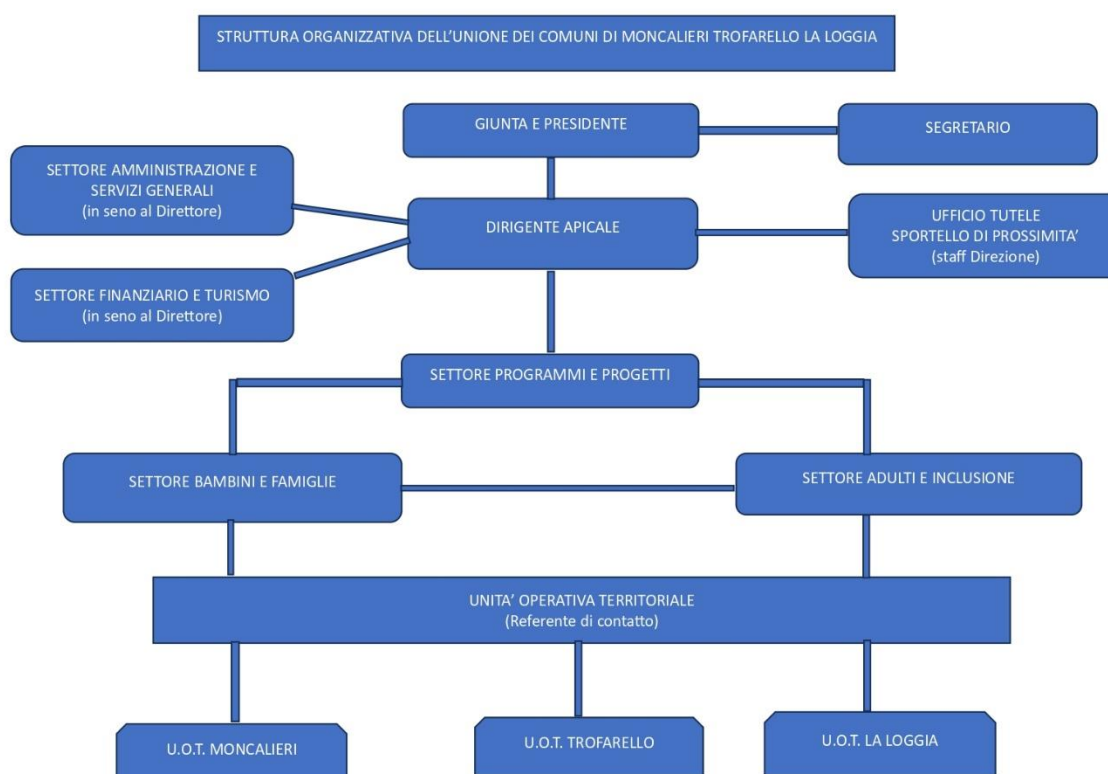 STRUTTURA ORGANIZZATIVA DELL'UNIONE DEI COMUNI DI MONCALIERI TROFARELLO LA LOGGIA
GIUNTA E PRESIDENTE
SEGRETARIO
SETTORE AMMINISTRAZIONE E
SERVIZI GENERALI
(in seno al Direttore)
DIRIGENTE APICALE
UFFICIO TUTELE
SPORTELLO DI PROSSIMITA'
(staff Direzione)
SETTORE FINANZIARIO E TURISMO
(in seno al Direttore)
SETTORE PROGRAMMI E PROGETTI
SETTORE BAMBINI E FAMIGLIE
SETTORE ADULTI E INCLUSIONE
UNITA' OPERATIVA TERRITORIALE
(Referente di contatto)
U.O.T. MONCALIERI
U.O.T. TROFARELLO
U.O.T. LA LOGGIA